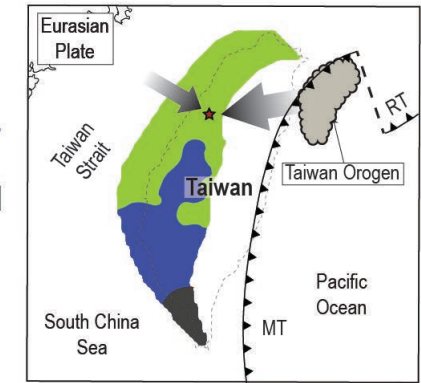 Eurasian
Plate
Taiwan
Strait
RT
Taiwan Orogen
Taiwan
Pacific
Ocean
South China
Sea
MT